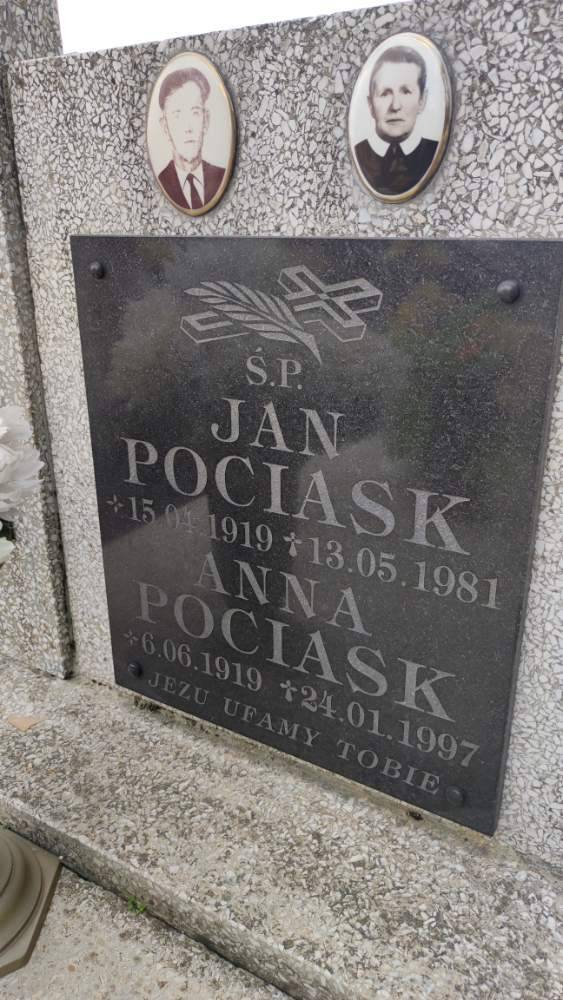 Ś.P.
JAN
POCIASK
15.04.1919 13.05.1981
ANNA
POCIASK
6.06.1919 24.01.1997
JEZU UFAMY TOBIE